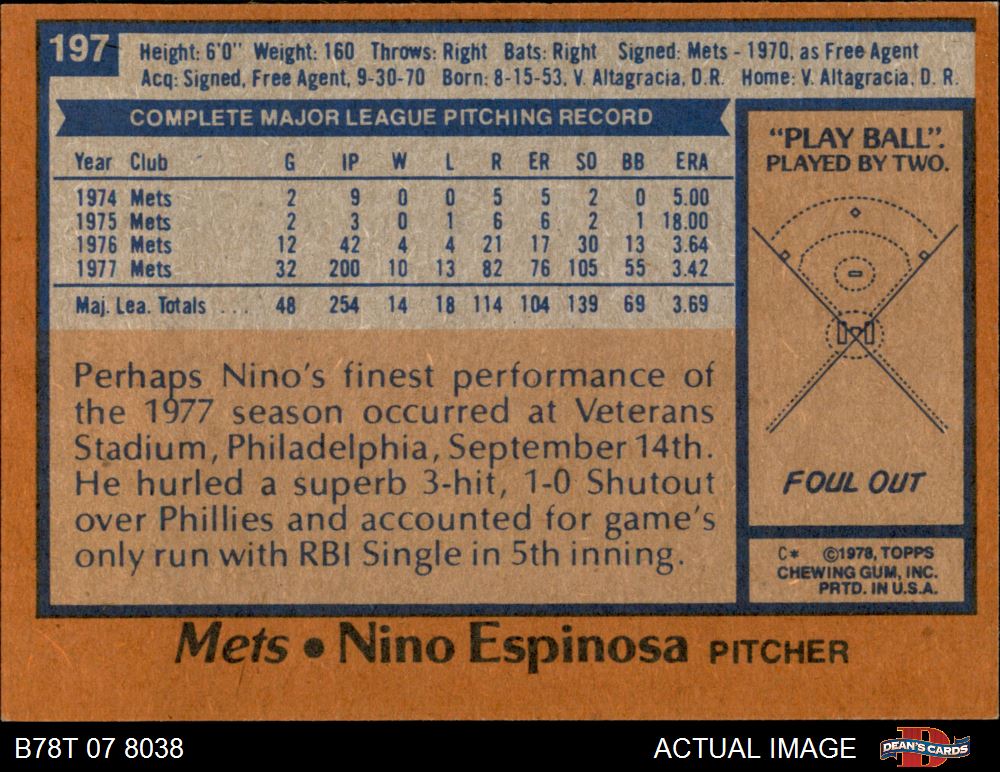 197
Height: 6'0" Weight: 160 Throws: Right Bats: Right Signed: Mets - 1970, as Free Agent
Acq: Signed, Free Agent, 9-30-70 Born: 8-15-53, V. Altagracia, D.R. Home: V. Altagracia, D. R.
COMPLETE MAJOR LEAGUE PITCHING RECORD
Year Club G IP W L R ER SO BB ERA
1974 Mets 2 9 0 0 5 5 2 0 5.00
1975 Mets 2 3 0 1 6 6 2 1 18.00
1976 Mets 12 42 4 4 21 17 30 13 3.64
1977 Mets 32 200 10 13 82 76 105 55 3.42
Maj. Lea. Totals ... 48 254 14 18 114 104 139 69 3.69
Perhaps Nino's finest performance of
the 1977 season occurred at Veterans
Stadium, Philadelphia, September 14th.
He hurled a superb 3-hit, 1-0 Shutout
over Phillies and accounted for game's
only run with RBI Single in 5th inning.
"PLAY BALL".
PLAYED BY TWO.
FOUL OUT
C* ©1978, TOPPS
CHEWING GUM, INC.
PRTD. IN U.S.A.
Mets • Nino Espinosa PITCHER
B78T 07 8038
ACTUAL IMAGE
D
DEAN'S CARDS